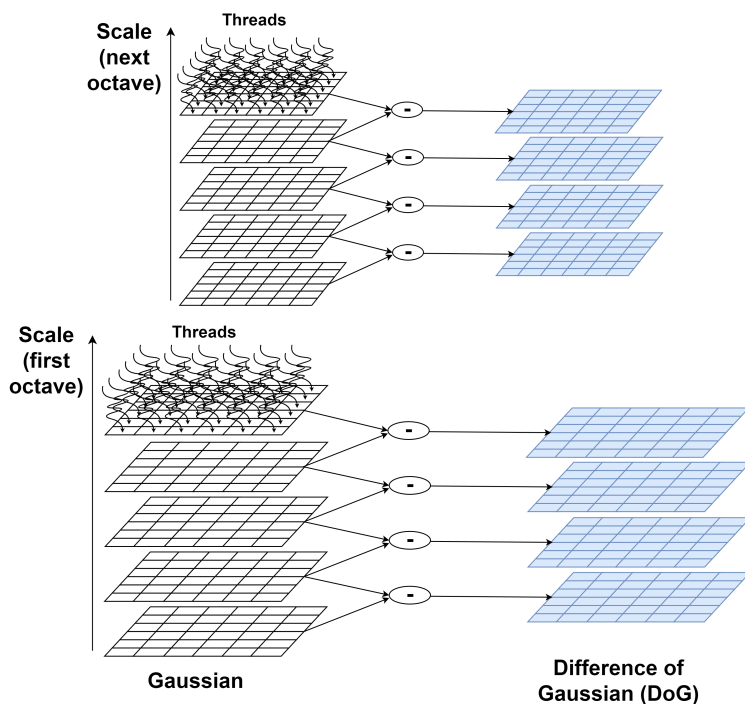 Scale
(next
octave)
Threads
-
-
-
-
Scale
(first
octave)
Threads
-
-
-
-
Gaussian
Difference of
Gaussian (DoG)